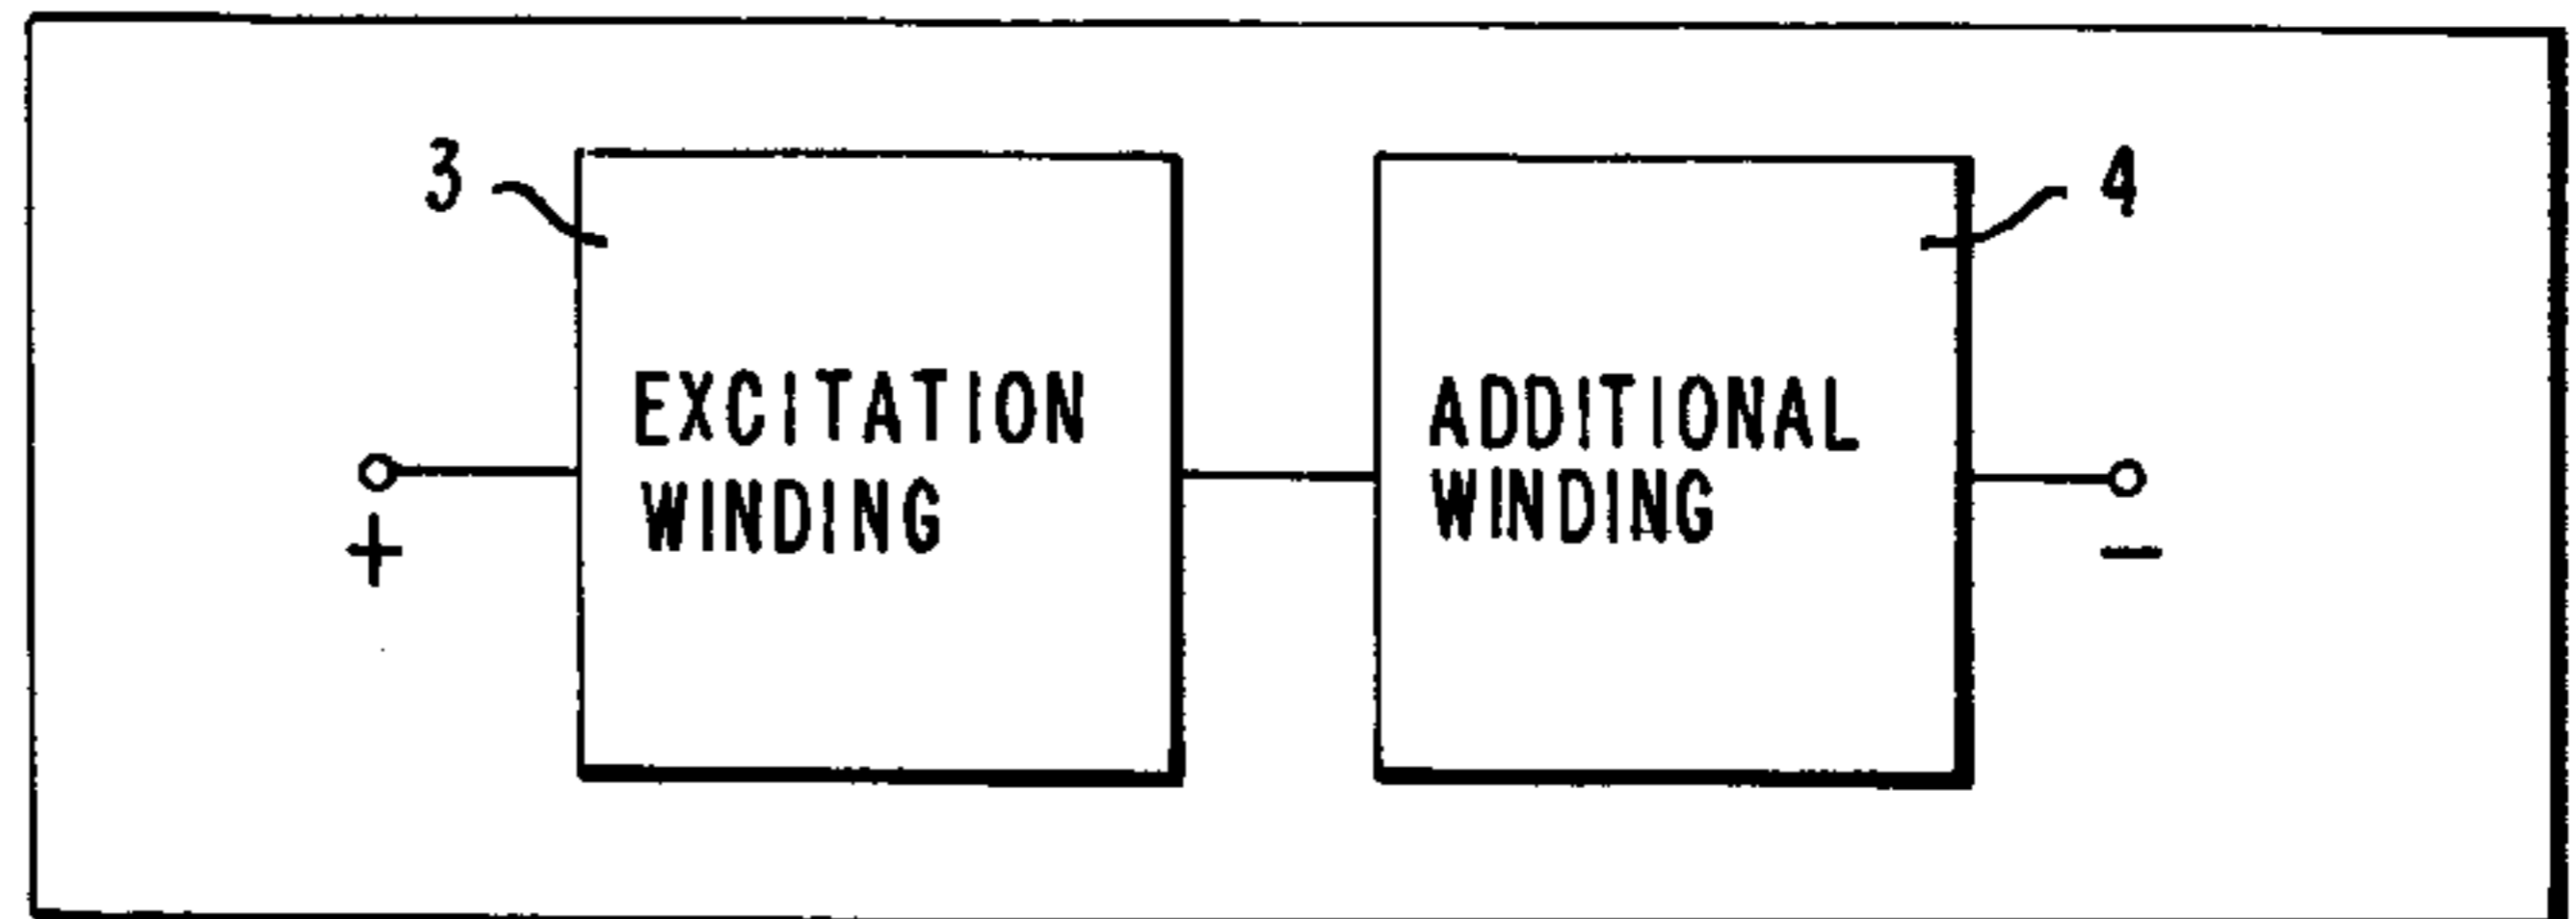 3
4
EXCITATION
WINDING
ADDITIONAL
WINDING
+
−